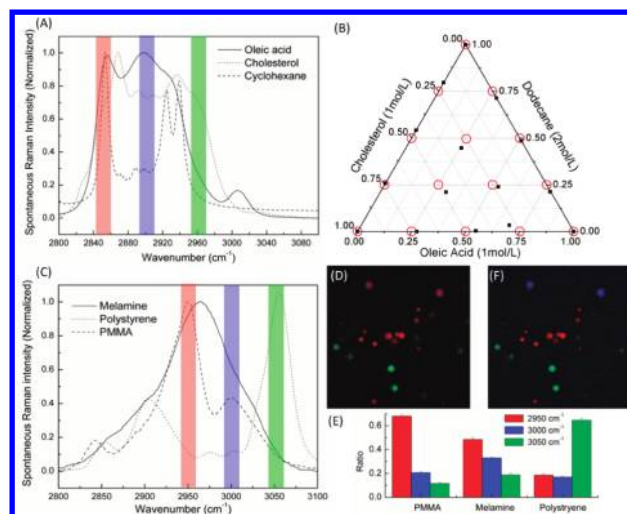 (A)
Spontaneous Raman Intensity (Normalized)
1.0
0.8
0.6
0.4
0.2
0.0
Oleic acid
Cholesterol
Cyclohexane
2800 2840 2880 2920 2960 3000 3040 3080
Wavenumber (cm⁻¹)
(B)
0.00 1.00
0.25 0.75
0.50 0.50
0.75 0.25
1.00 0.00
0.00 0.25 0.50 0.75 1.00
Cholesterol (1mol/L)
Dodecane (2mol/L)
Oleic Acid (1mol/L)
(C)
Spontaneous Raman intensity (Normalized)
1.0
0.8
0.6
0.4
0.2
0.0
Melamine
Polystyrene
PMMA
2800 2850 2900 2950 3000 3050 3100
Wavenumber (cm⁻¹)
(D)
(F)
(E)
Ratio
0.6
0.4
0.2
0.0
2950 cm⁻¹
3000 cm⁻¹
3050 cm⁻¹
PMMA Melamine Polystryene